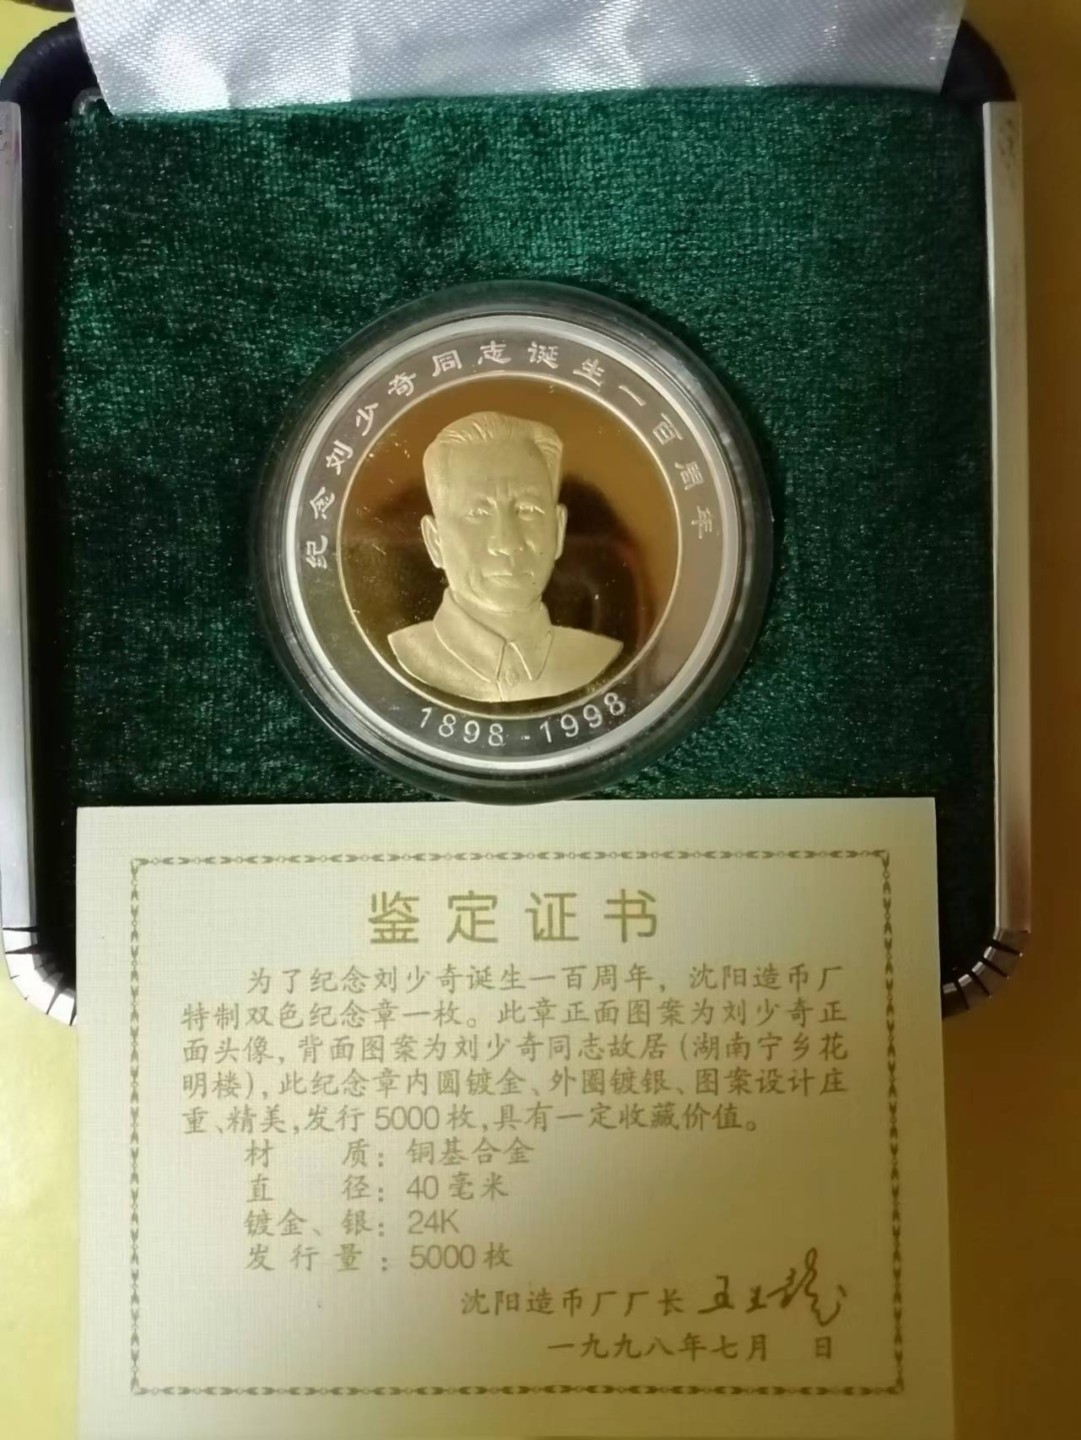 纪念刘少奇同志诞生一百周年
1898-1998
鉴定证书
为了纪念刘少奇诞生一百周年，沈阳造币厂
特制双色纪念章一枚。此章正面图案为刘少奇正
面头像，背面图案为刘少奇同志故居(湖南宁乡花
明楼)，此纪念章内圆镀金、外圈镀银、图案设计庄
重、精美，发行5000枚，具有一定收藏价值。
材 质：铜基合金
直 径：40毫米
镀金、银：24K
发行量：5000枚
沈阳造币厂厂长
一九九八年七月 日